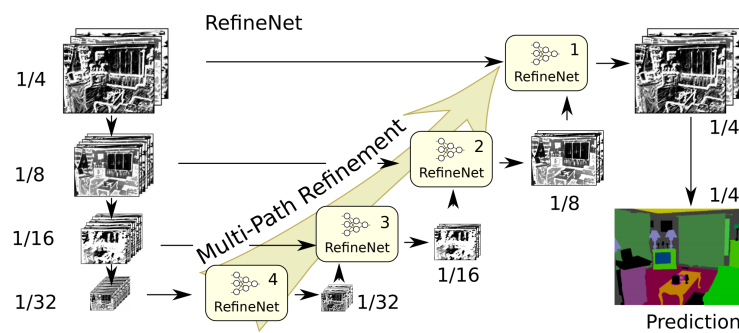 RefineNet
1/4
1
RefineNet
1/4
Multi-Path Refinement
1/8
2
RefineNet
1/8
1/4
1/16
3
RefineNet
1/16
1/32
4
RefineNet
1/32
Prediction